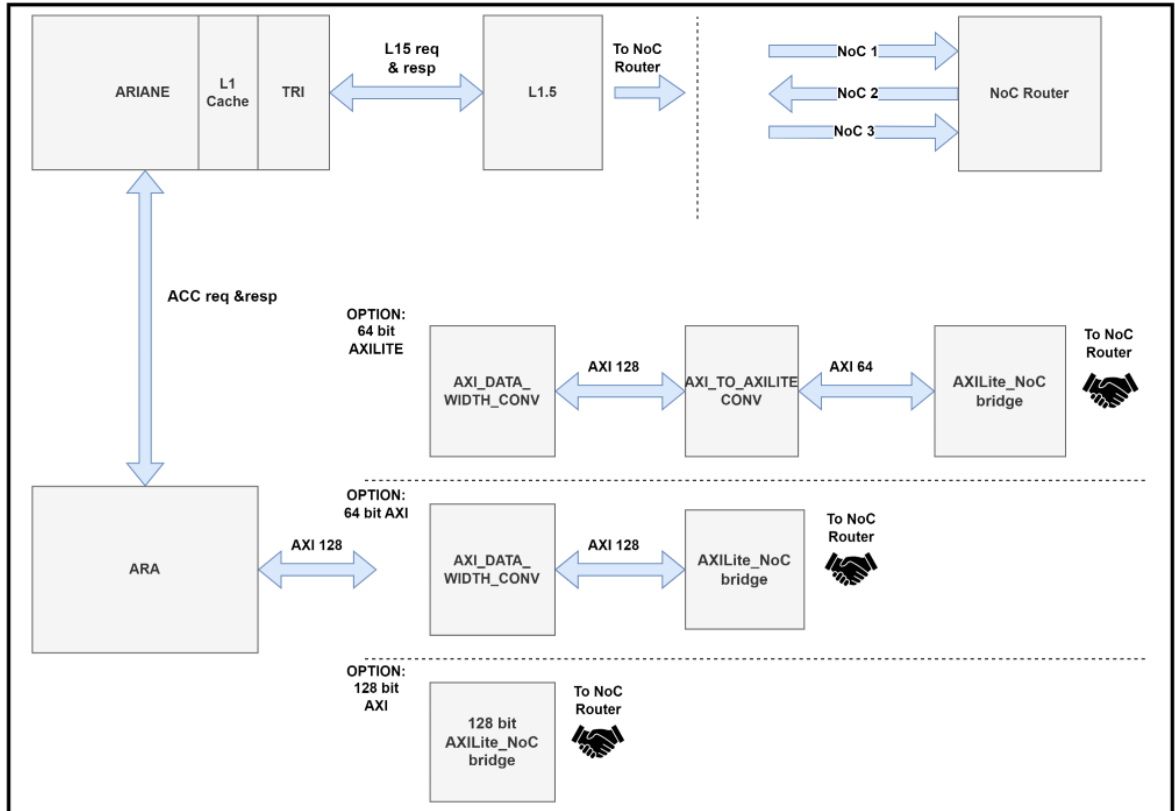 ARIANE
L1
Cache
TRI
L15 req
& resp
L1.5
To NoC
Router
NoC 1
NoC 2
NoC 3
NoC Router
ACC req &resp
OPTION:
64 bit
AXILITE
AXI_DATA_
WIDTH_CONV
AXI 128
AXI_TO_AXILITE
CONV
AXI 64
AXILite_NoC
bridge
To NoC
Router
ARA
AXI 128
OPTION:
64 bit AXI
AXI_DATA_
WIDTH_CONV
AXI 128
AXILite_NoC
bridge
To NoC
Router
OPTION:
128 bit
AXI
128 bit
AXILite_NoC
bridge
To NoC
Router